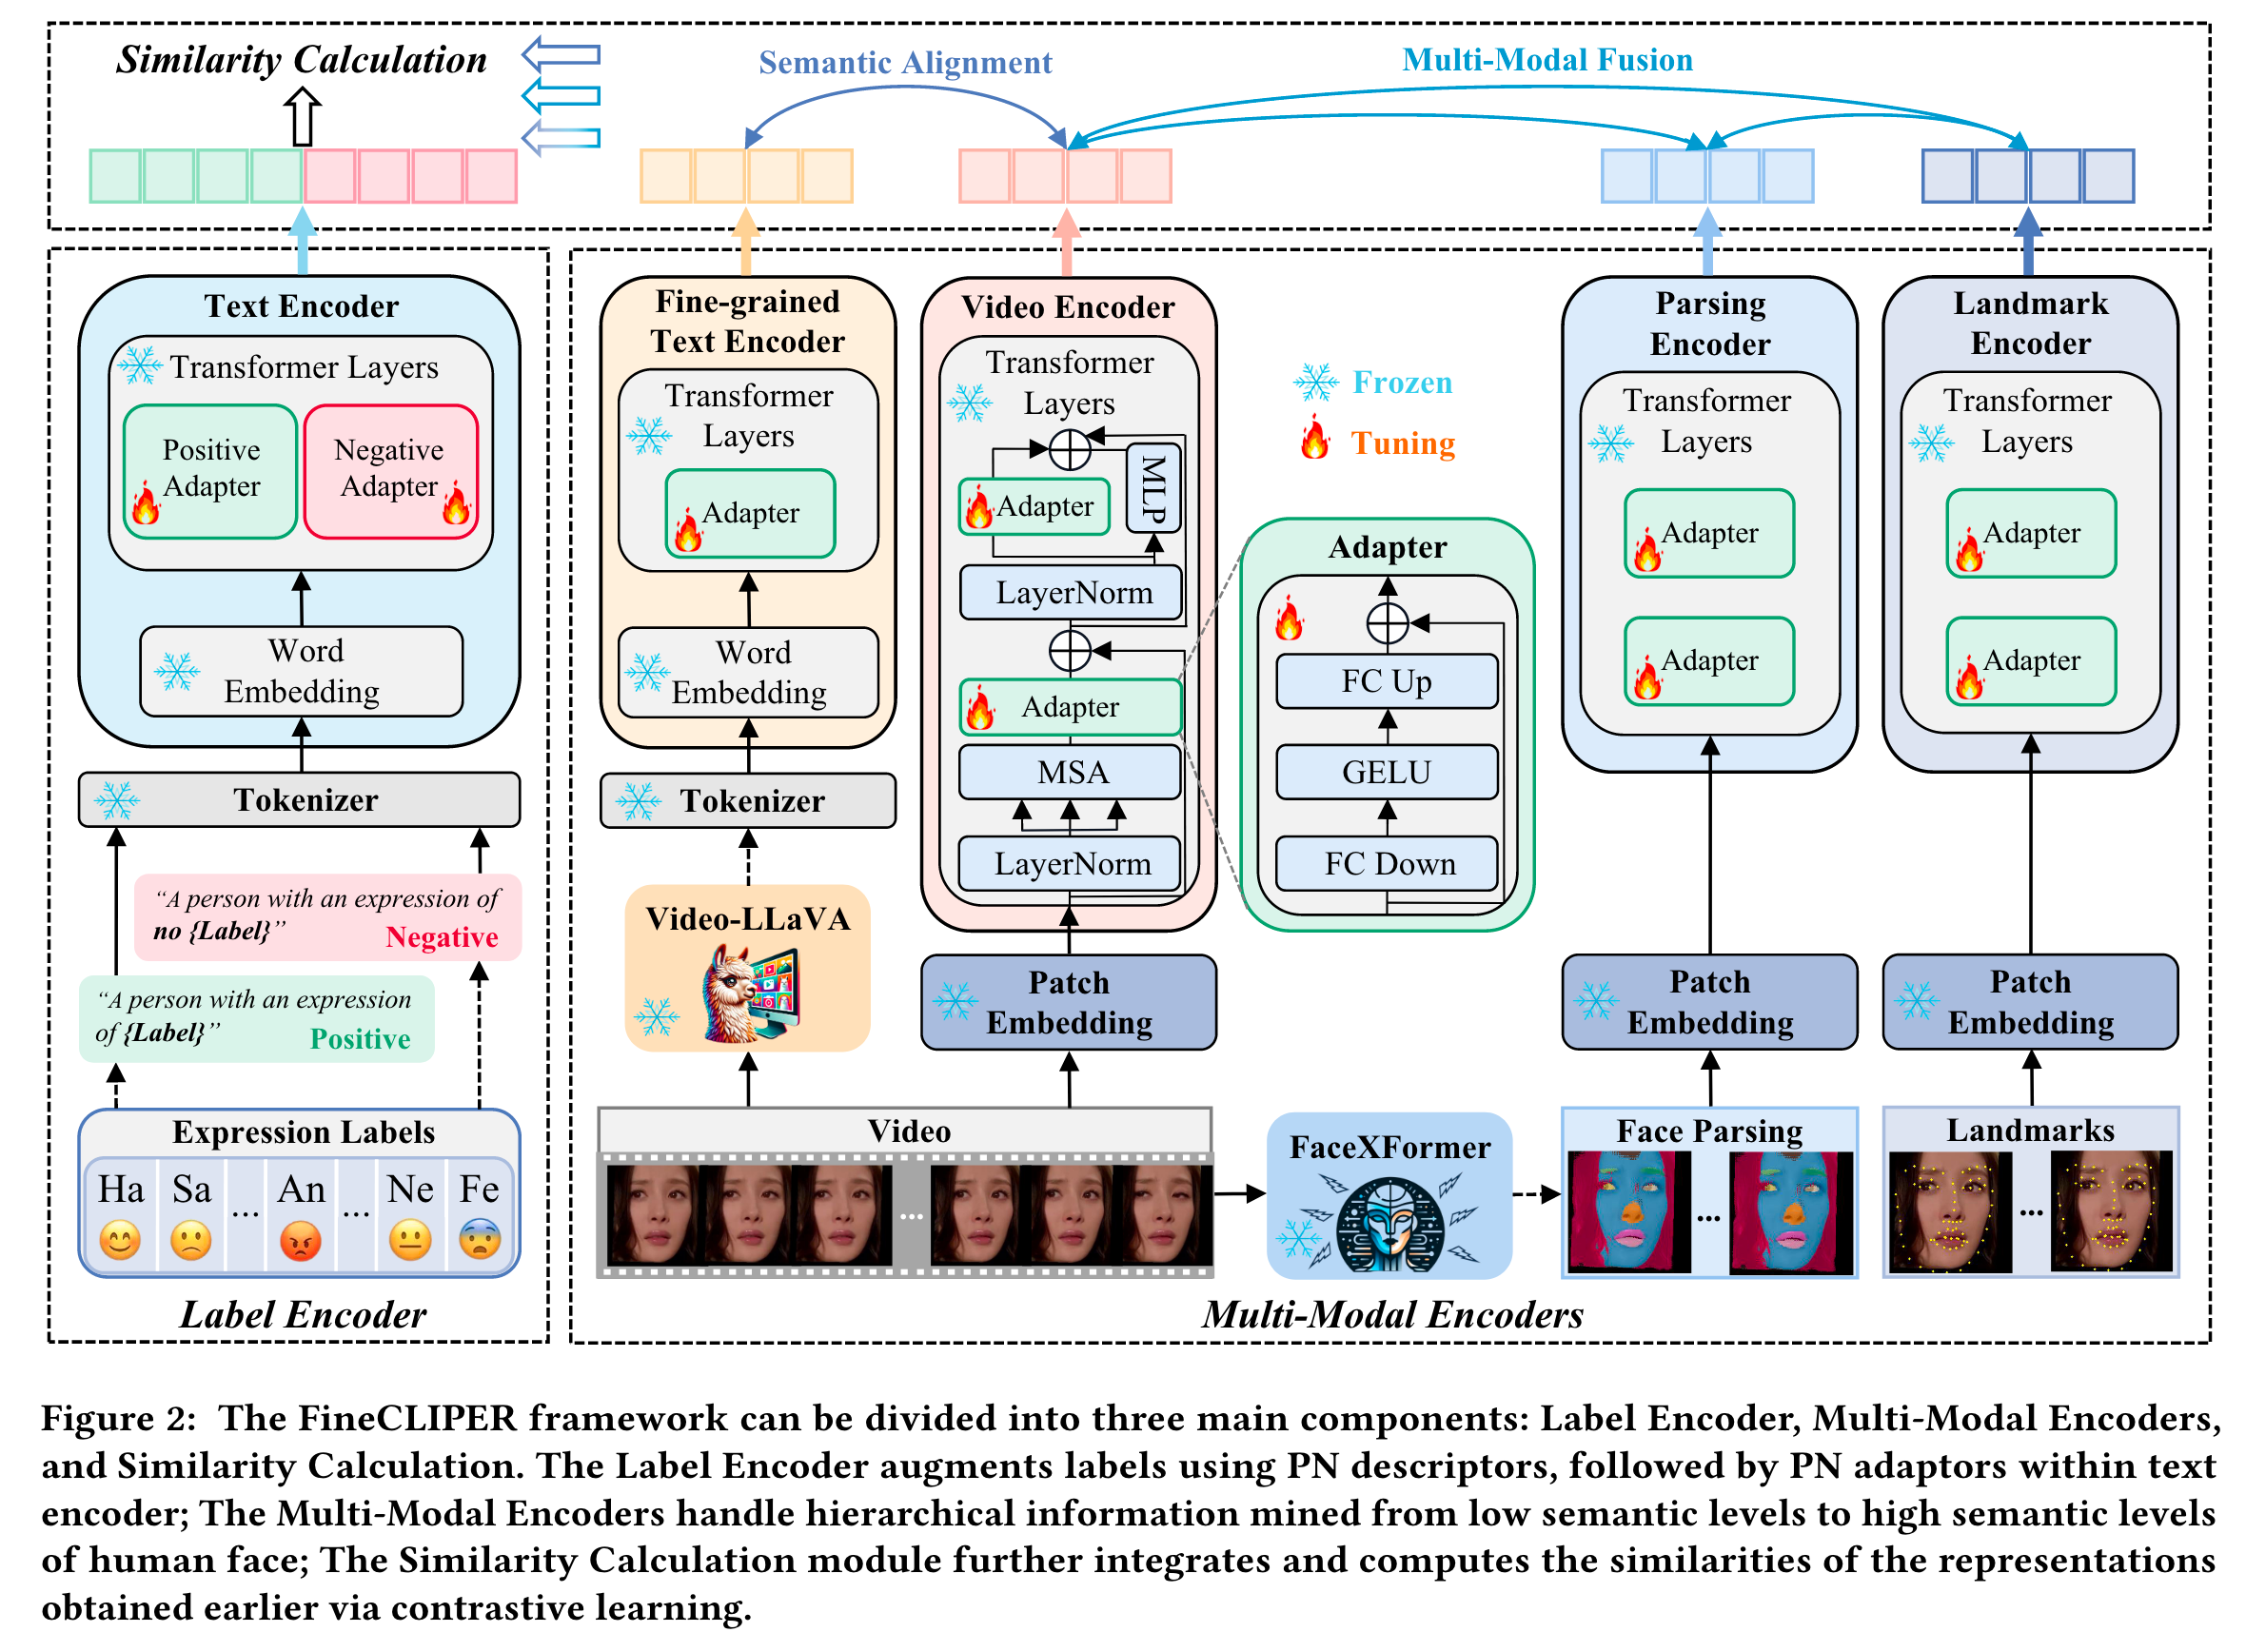 Similarity Calculation
Semantic Alignment
Multi-Modal Fusion
Text Encoder
Transformer Layers
Positive
Adapter
Negative
Adapter
Word
Embedding
Tokenizer
“A person with an expression of
no {Label}”
Negative
“A person with an expression
of {Label}”
Positive
Expression Labels
Ha Sa ... An ... Ne Fe
Label Encoder
Fine-grained
Text Encoder
Transformer
Layers
Adapter
Word
Embedding
Tokenizer
Video-LLaVA
Video Encoder
Transformer
Layers
Adapter
MLP
LayerNorm
Adapter
MSA
LayerNorm
Patch
Embedding
Video
...
Frozen
Tuning
Adapter
FC Up
GELU
FC Down
FaceXFormer
Parsing
Encoder
Transformer
Layers
Adapter
Adapter
Patch
Embedding
Face Parsing
...
Landmark
Encoder
Transformer
Layers
Adapter
Adapter
Patch
Embedding
Landmarks
...
Multi-Modal Encoders
Figure 2: The FineCLIPER framework can be divided into three main components: Label Encoder, Multi-Modal Encoders,
and Similarity Calculation. The Label Encoder augments labels using PN descriptors, followed by PN adaptors within text
encoder; The Multi-Modal Encoders handle hierarchical information mined from low semantic levels to high semantic levels
of human face; The Similarity Calculation module further integrates and computes the similarities of the representations
obtained earlier via contrastive learning.